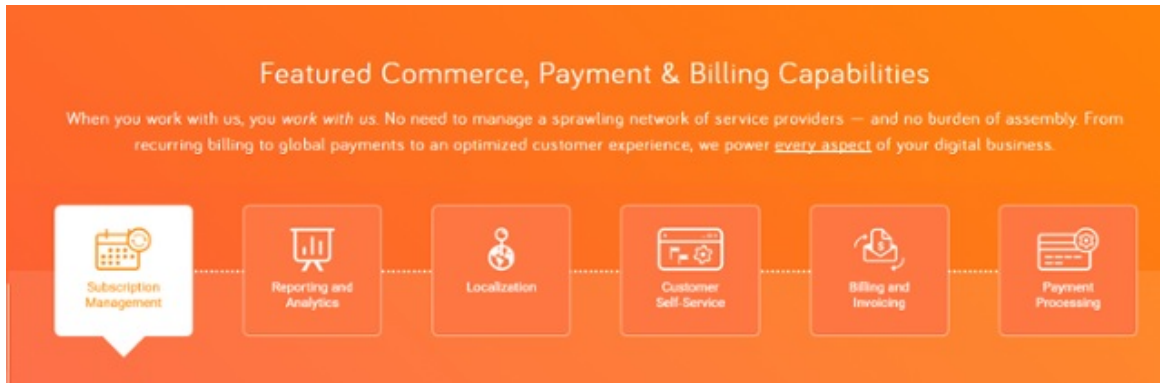 Featured Commerce, Payment & Billing Capabilities
When you work with us, you work with us. No need to manage a sprawling network of service providers — and no burden of assembly. From
recurring billing to global payments to an optimized customer experience, we power every aspect of your digital business.
Subscription
Management
Reporting and
Analytics
Localization
Customer
Self-Service
Billing and
Invoicing
Payment
Processing